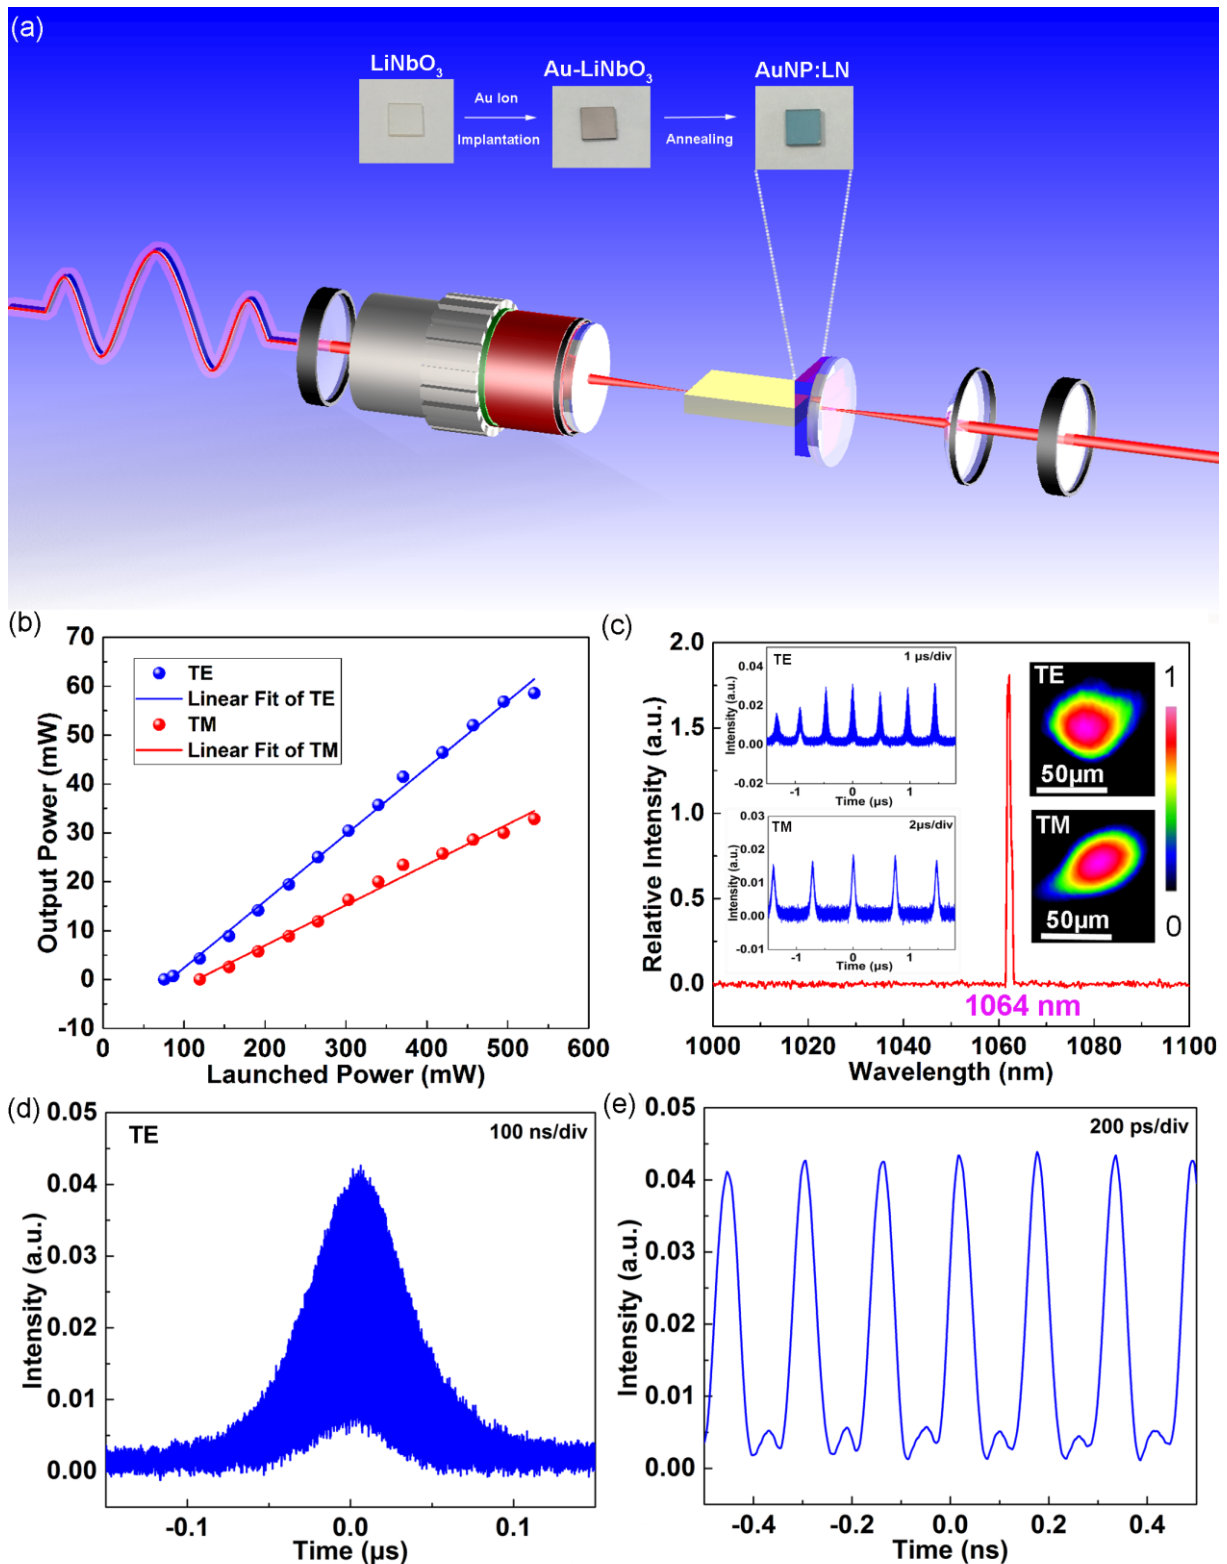 (a)
LiNbO3
Au-LiNbO3
AuNP:LN
Au Ion
Implantation
Annealing
(b)
70
60
50
40
30
20
10
0
-10
Output Power (mW)
TE
Linear Fit of TE
TM
Linear Fit of TM
0
100
200
300
400
500
600
Launched Power (mW)
(c)
2.0
1.5
1.0
0.5
0.0
Relative Intensity (a.u.)
TE
1 µs/div
0.04
0.02
0.00
-0.02
Intensity (a.u.)
-1
0
1
Time (µs)
TM
2µs/div
0.03
0.00
-0.01
Intensity (a.u.)
-1
0
1
Time (µs)
TE
50µm
TM
50µm
1
0
1064 nm
1000
1020
1040
1060
1080
1100
Wavelength (nm)
(d)
0.05
0.04
0.03
0.02
0.01
0.00
Intensity (a.u.)
TE
100 ns/div
-0.1
0.0
0.1
Time (µs)
(e)
0.05
0.04
0.03
0.02
0.01
0.00
Intensity (a.u.)
200 ps/div
-0.4
-0.2
0.0
0.2
0.4
Time (ns)